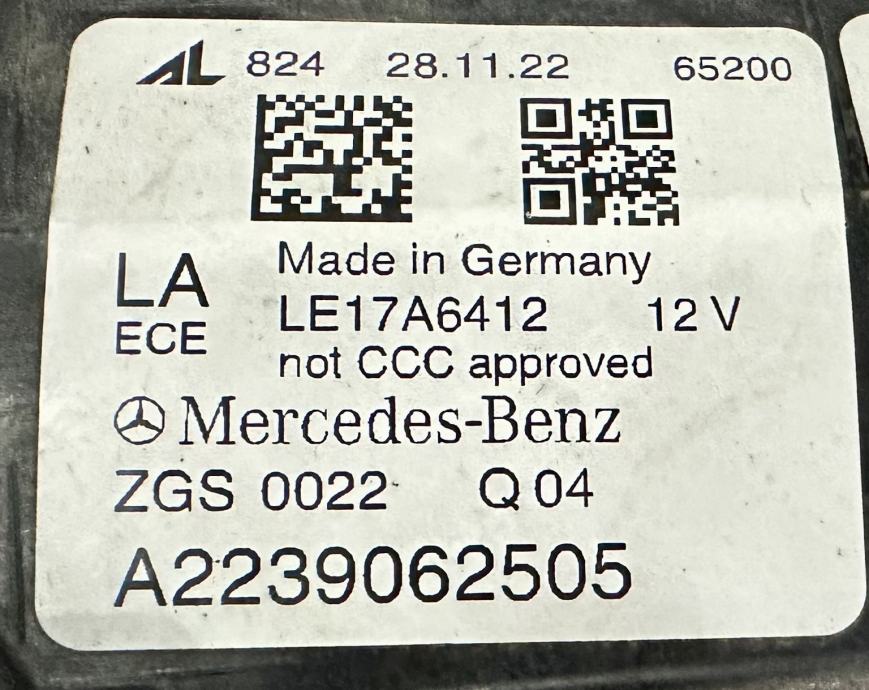 AL 824 28.11.22 65200
Made in Germany
LA LE17A6412 12 V
ECE not CCC approved
Mercedes-Benz
ZGS 0022 Q 04
A2239062505